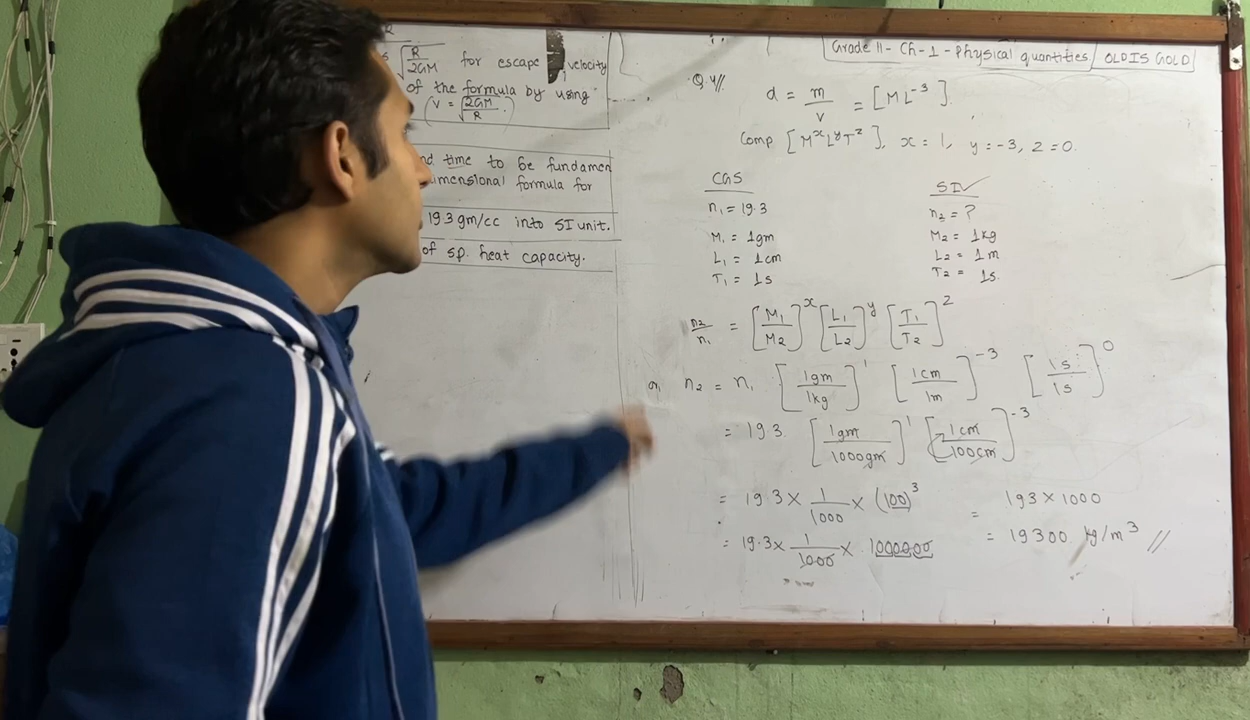 √R/2GM for escape velocity
of the formula by using
(V = √2GM/R.)
time to be fundamen
mensional formula for
19.3 gm/cc into SI unit.
of sp. heat capacity.
Grade 11 - Ch-1 - Physical quantities OLD IS GOLD
Q.4//
d = m/v = [ML⁻³].
Comp [MˣLʸTᶻ], x = 1, y = -3, z = 0.
CGS
n₁ = 19.3
M₁ = 1gm
L₁ = 1cm
T₁ = 1s
SI
n₂ = ?
M₂ = 1kg
L₂ = 1m
T₂ = 1s
n₂/n₁ = [M₁/M₂]ˣ [L₁/L₂]ʸ [T₁/T₂]ᶻ
or, n₂ = n₁ [1gm/1kg]¹ [1cm/1m]⁻³ [1s/1s]⁰
= 19.3 [1gm/1000gm]¹ [1cm/100cm]⁻³
= 19.3 × 1/1000 × (100)³
= 19.3 × 1/1000 × 1000000
= 193 × 1000
= 19300 kg/m³ //